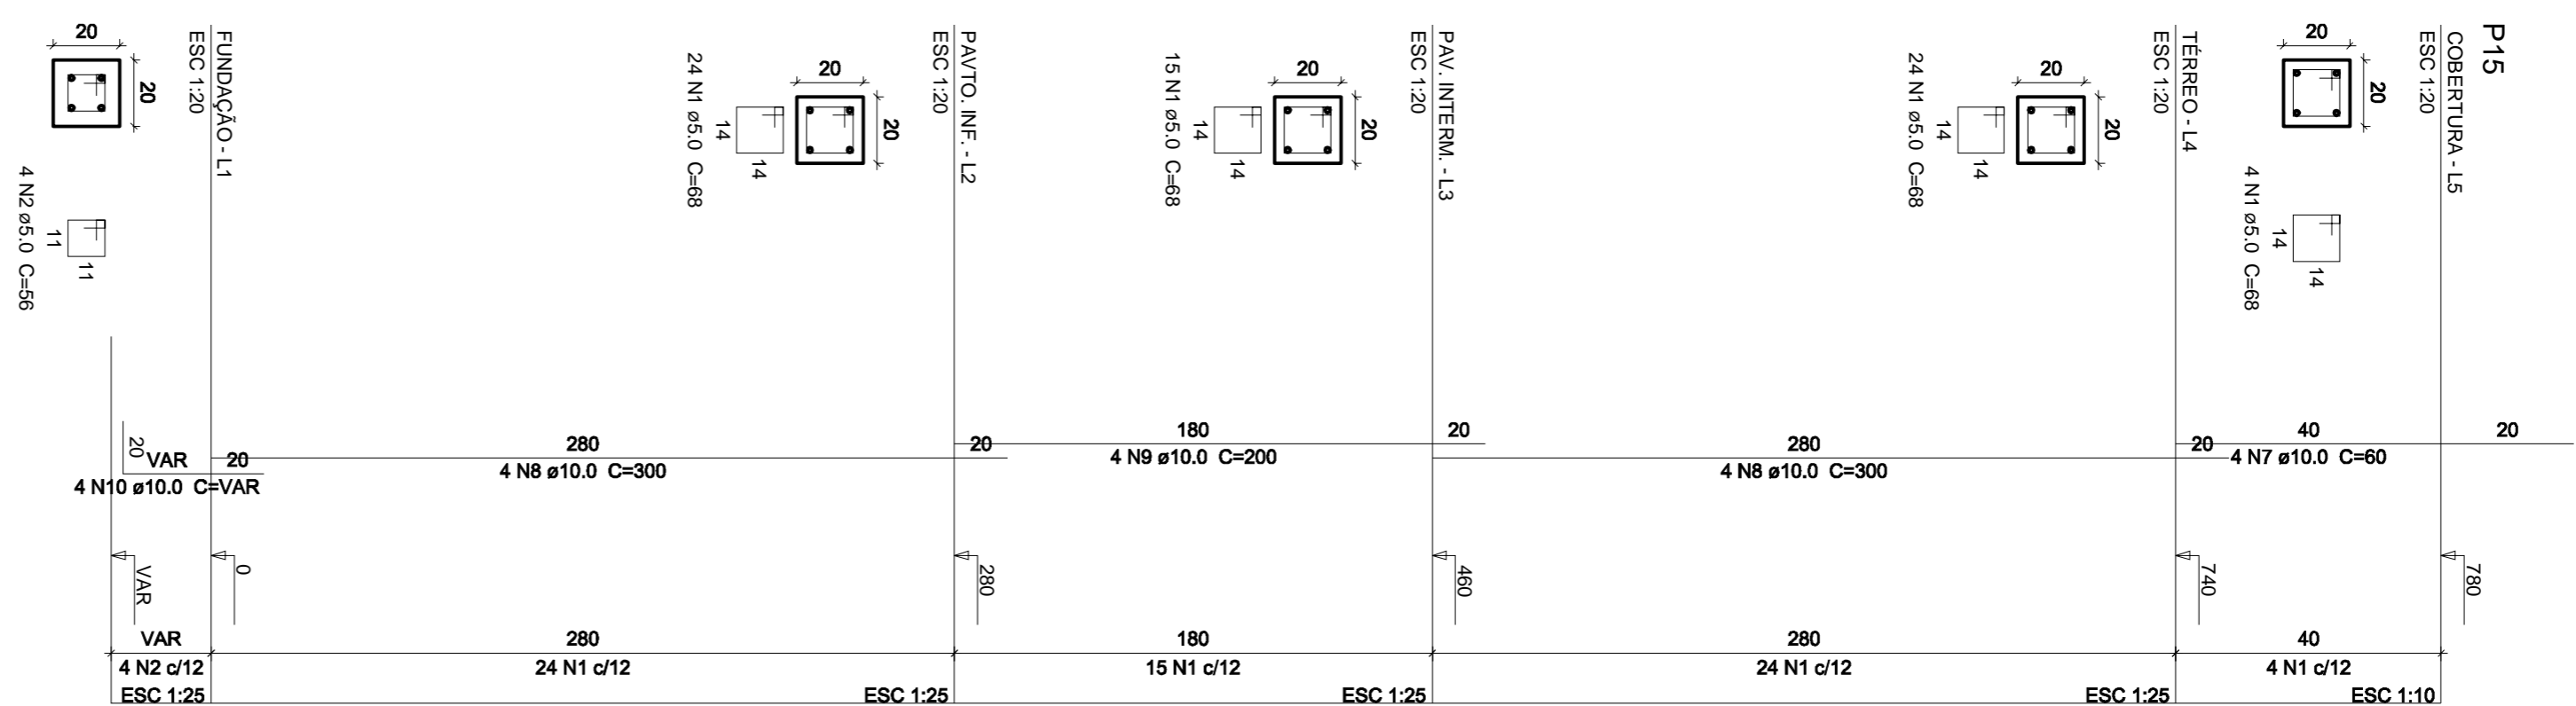 P15
COBERTURA - L5
ESC 1:20
20
20
4 N1 ø5.0 C=68
14
14
TÉRREO - L4
ESC 1:20
20
20
24 N1 ø5.0 C=68
14
14
PAV. INTERM. - L3
ESC 1:20
20
20
15 N1 ø5.0 C=68
14
14
PAVTO. INF. - L2
ESC 1:20
20
20
24 N1 ø5.0 C=68
14
14
FUNDAÇÃO - L1
ESC 1:20
20
20
4 N2 ø5.0 C=56
11
11
20
VAR
20
4 N10 ø10.0 C=VAR
280
20
4 N8 ø10.0 C=300
180
20
4 N9 ø10.0 C=200
280
20
4 N8 ø10.0 C=300
40
20
4 N7 ø10.0 C=60
VAR
0
280
460
740
780
VAR
280
180
280
40
4 N2 c/12
24 N1 c/12
15 N1 c/12
24 N1 c/12
4 N1 c/12
ESC 1:25
ESC 1:25
ESC 1:25
ESC 1:25
ESC 1:10